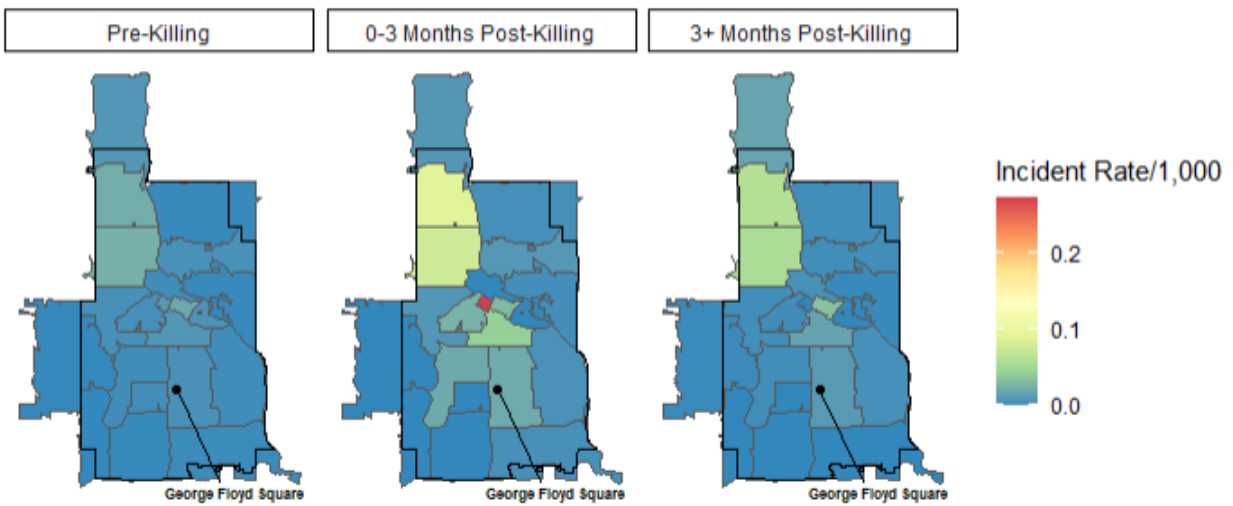 Pre-Killing
0-3 Months Post-Killing
3+ Months Post-Killing
Incident Rate/1,000
0.2
0.1
0.0
George Floyd Square
George Floyd Square
George Floyd Square